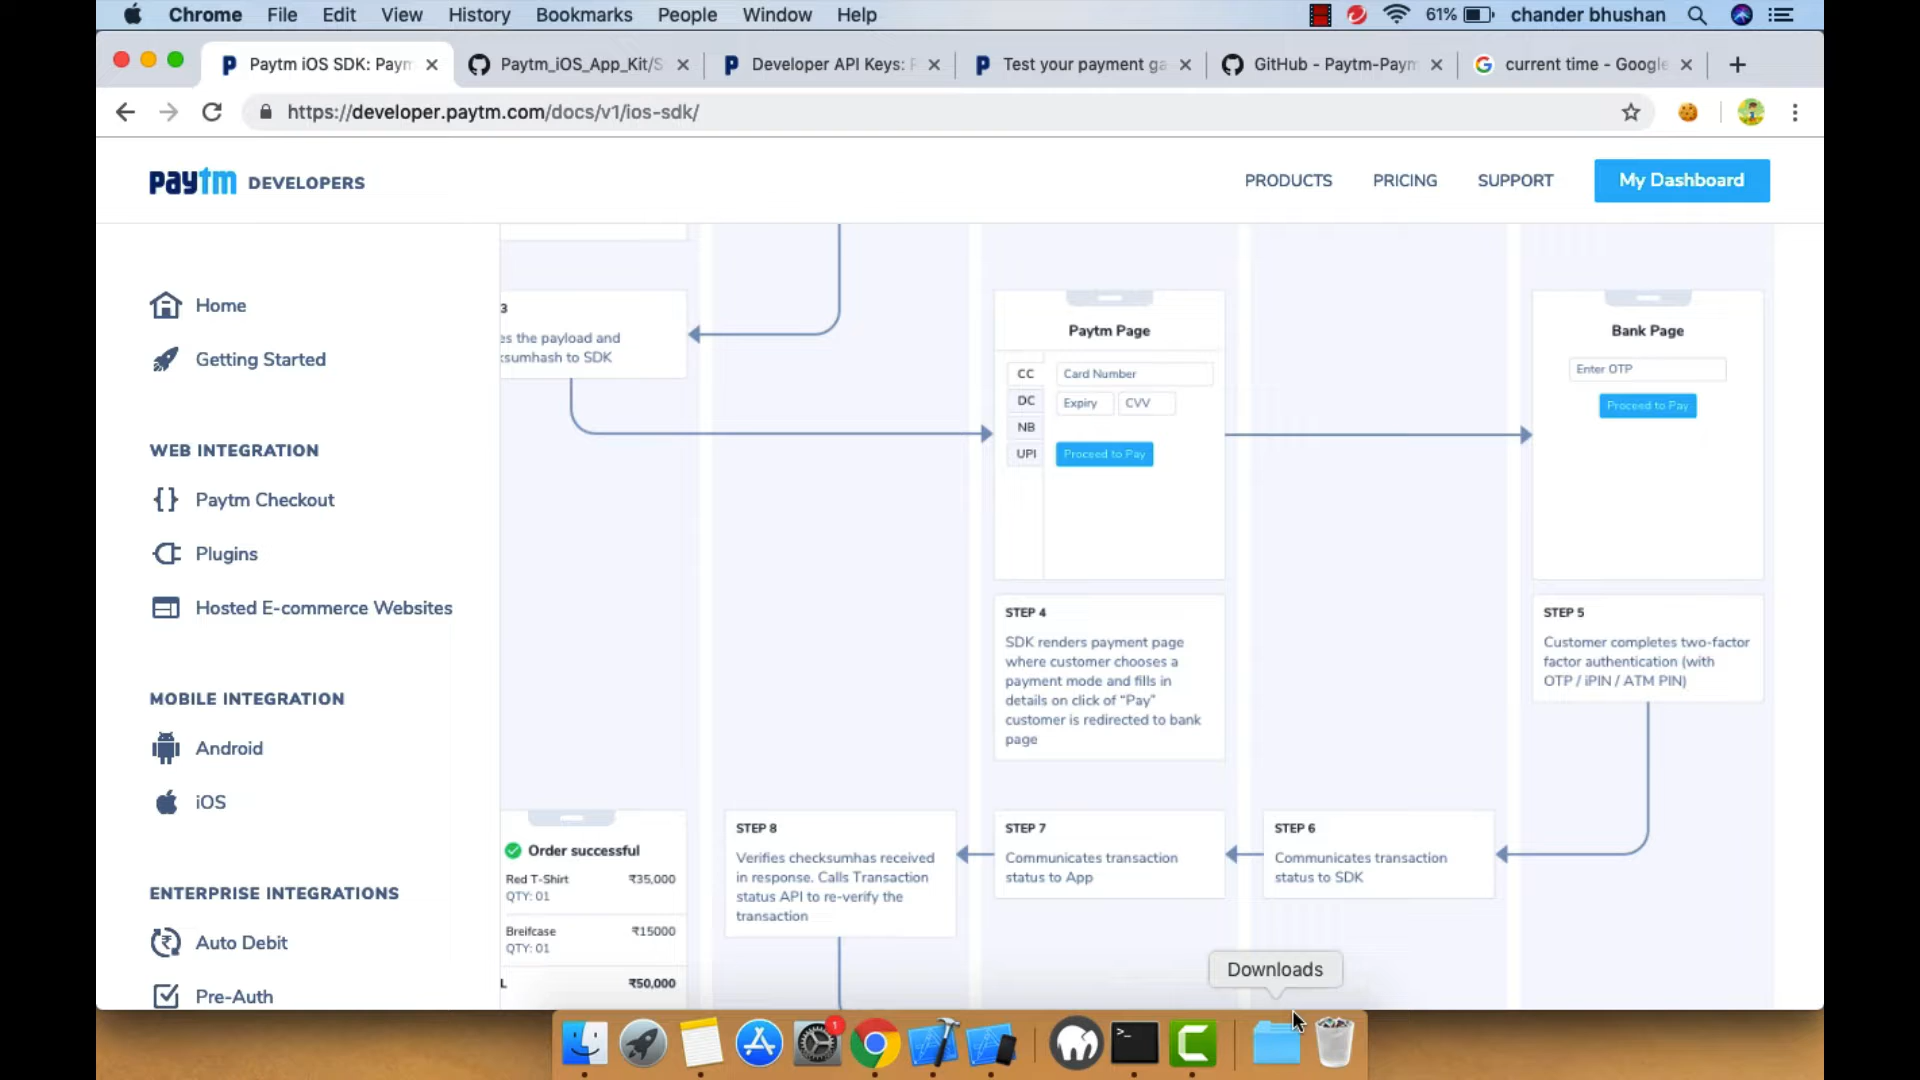 Chrome File Edit View History Bookmarks People Window Help 61% chander bhushan
Paytm iOS SDK: Paym Paytm_iOS_App_Kit/S Developer API Keys: P Test your payment ga GitHub - Paytm-Paym current time - Google
https://developer.paytm.com/docs/v1/ios-sdk/
paytm DEVELOPERS PRODUCTS PRICING SUPPORT My Dashboard
Home
Getting Started
WEB INTEGRATION
Paytm Checkout
Plugins
Hosted E-commerce Websites
MOBILE INTEGRATION
Android
iOS
ENTERPRISE INTEGRATIONS
Auto Debit
Pre-Auth
3
es the payload and
ksumhash to SDK
Paytm Page
CC
DC
NB
UPI
Card Number
Expiry CVV
Proceed to Pay
Bank Page
Enter OTP
Proceed to Pay
STEP 4
SDK renders payment page
where customer chooses a
payment mode and fills in
details on click of “Pay”
customer is redirected to bank
page
STEP 5
Customer completes two-factor
factor authentication (with
OTP / iPIN / ATM PIN)
Order successful
Red T-Shirt ₹35,000
QTY: 01
Breifcase ₹15000
QTY: 01
L ₹50,000
STEP 8
Verifies checksumhas received
in response. Calls Transaction
status API to re-verify the
transaction
STEP 7
Communicates transaction
status to App
STEP 6
Communicates transaction
status to SDK
Downloads
1